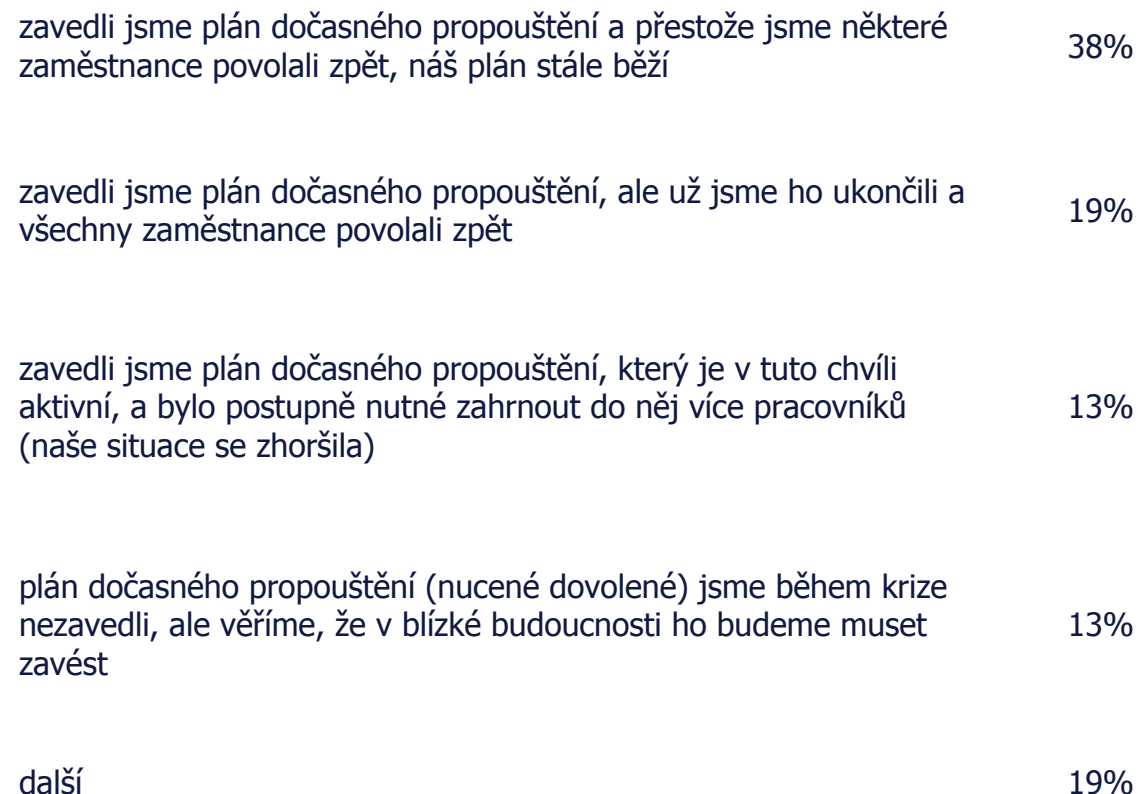 zavedli jsme plán dočasného propouštění a přestože jsme některé
zaměstnance povolali zpět, náš plán stále běží
38%
zavedli jsme plán dočasného propouštění, ale už jsme ho ukončili a
všechny zaměstnance povolali zpět
19%
zavedli jsme plán dočasného propouštění, který je v tuto chvíli
aktivní, a bylo postupně nutné zahrnout do něj více pracovníků
(naše situace se zhoršila)
13%
plán dočasného propouštění (nucené dovolené) jsme během krize
nezavedli, ale věříme, že v blízké budoucnosti ho budeme muset
zavést
13%
další
19%